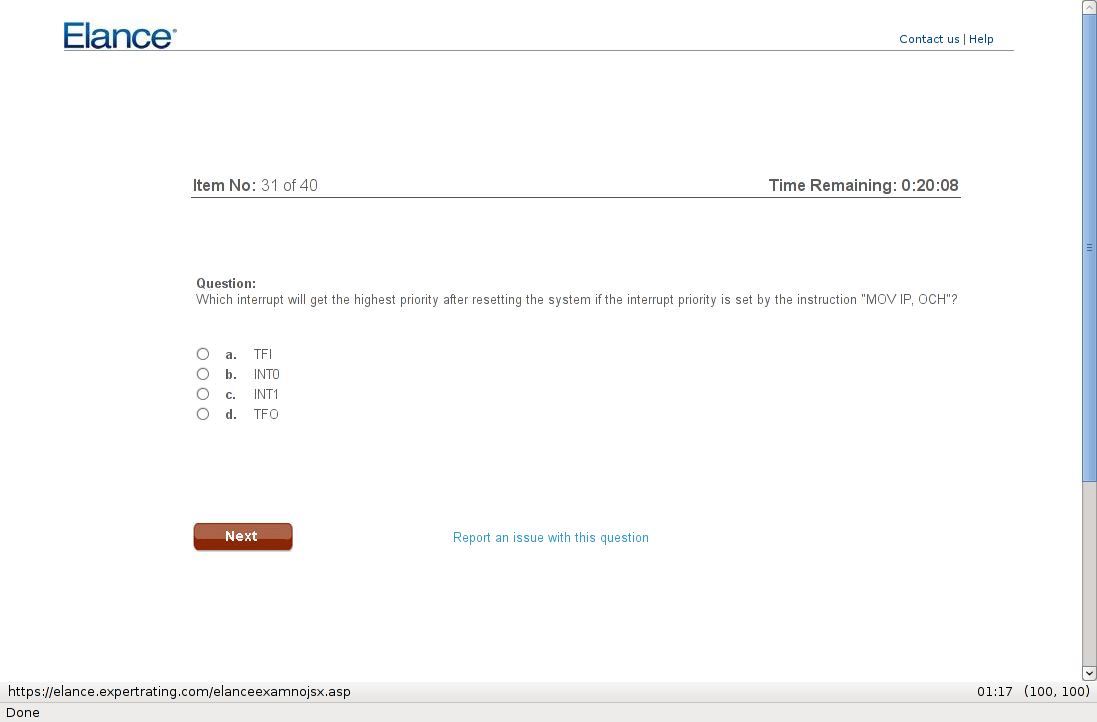 Elance
Contact us | Help
Item No: 31 of 40
Time Remaining: 0:20:08
Question:
Which interrupt will get the highest priority after resetting the system if the interrupt priority is set by the instruction "MOV IP, OCH"?
a. TFI
b. INT0
c. INT1
d. TFO
Next
Report an issue with this question
https://elance.expertrating.com/elanceexamnojsx.asp
01:17 (100, 100)
Done